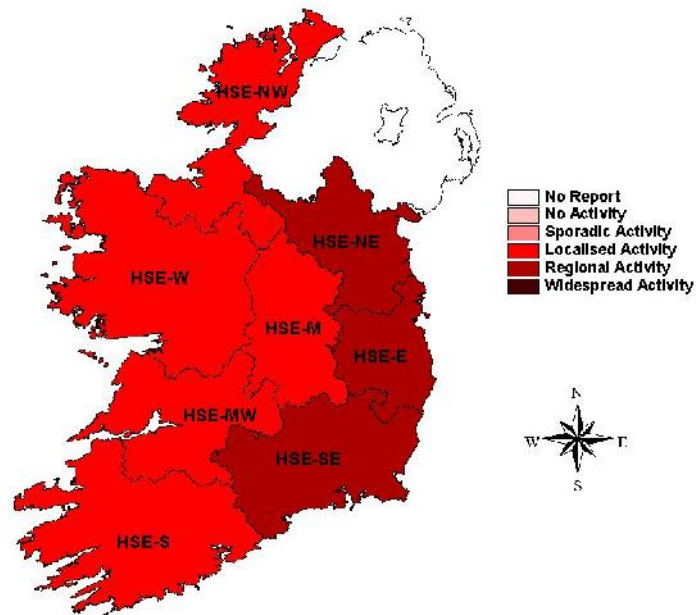 HSE-NW
No Report
No Activity
Sporadic Activity
Localised Activity
Regional Activity
Widespread Activity
HSE-NE
HSE-W
HSE-M
HSE-E
HSE-MW
HSE-SE
HSE-S
N
W E
S